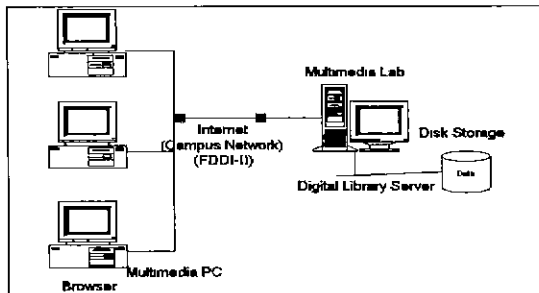 Multimedia Lab
Internet
(Campus Network)
(FDDI-II)
Disk Storage
Data
Digital Library Server
Multimedia PC
Browser